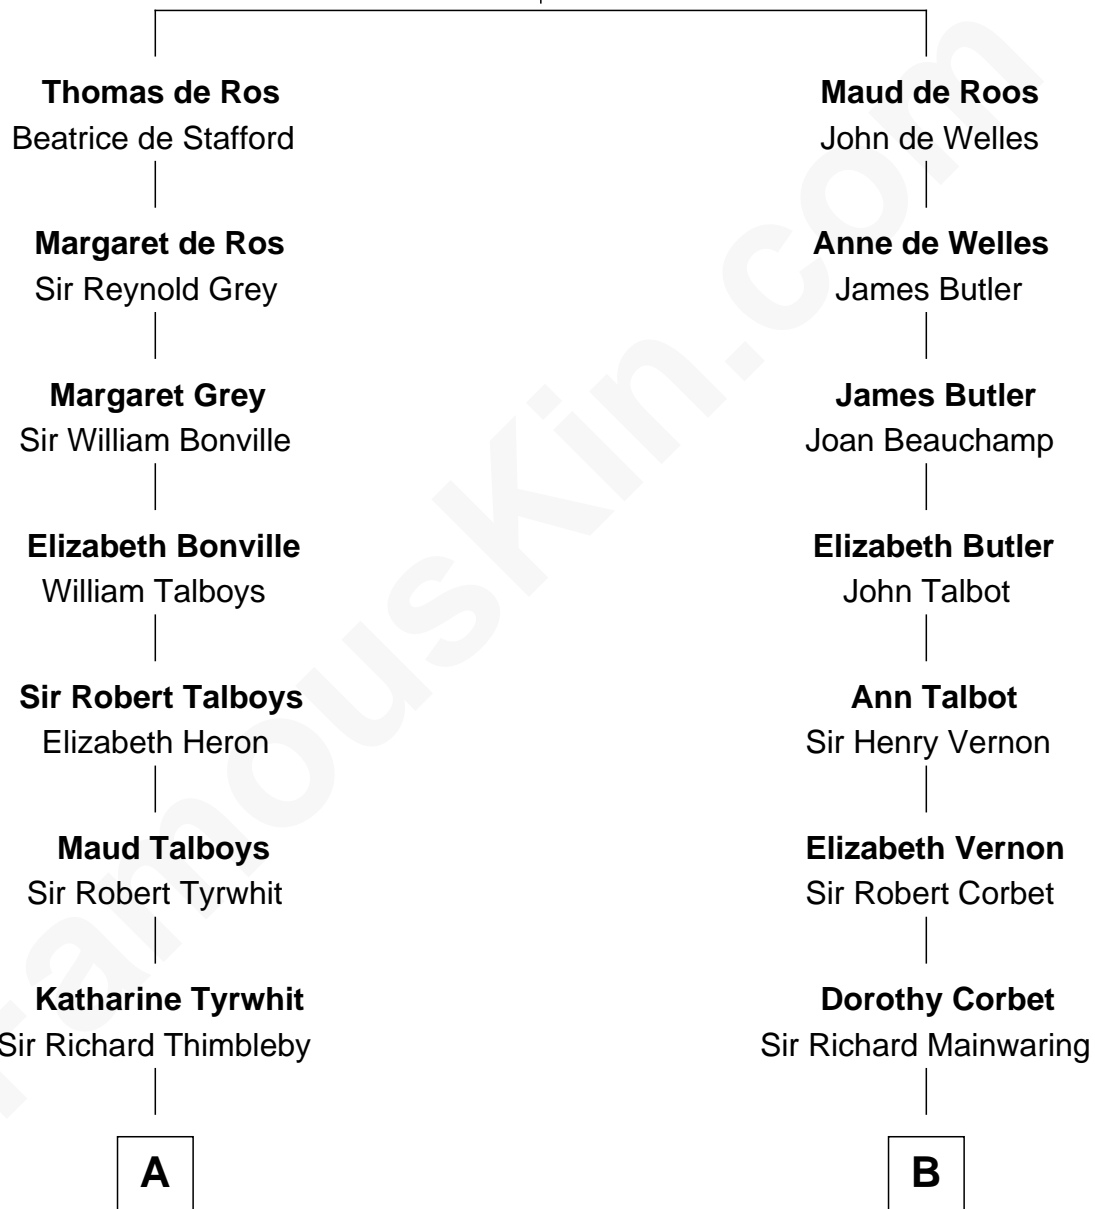 Thomas de Ros
Beatrice de Stafford
Margaret de Ros
Sir Reynold Grey
Margaret Grey
Sir William Bonville
Elizabeth Bonville
William Talboys
Sir Robert Talboys
Elizabeth Heron
Maud Talboys
Sir Robert Tyrwhit
Katharine Tyrwhit
Sir Richard Thimbleby
A
Maud de Roos
John de Welles
Anne de Welles
James Butler
James Butler
Joan Beauchamp
Elizabeth Butler
John Talbot
Ann Talbot
Sir Henry Vernon
Elizabeth Vernon
Sir Robert Corbet
Dorothy Corbet
Sir Richard Mainwaring
B
FamousKin.com